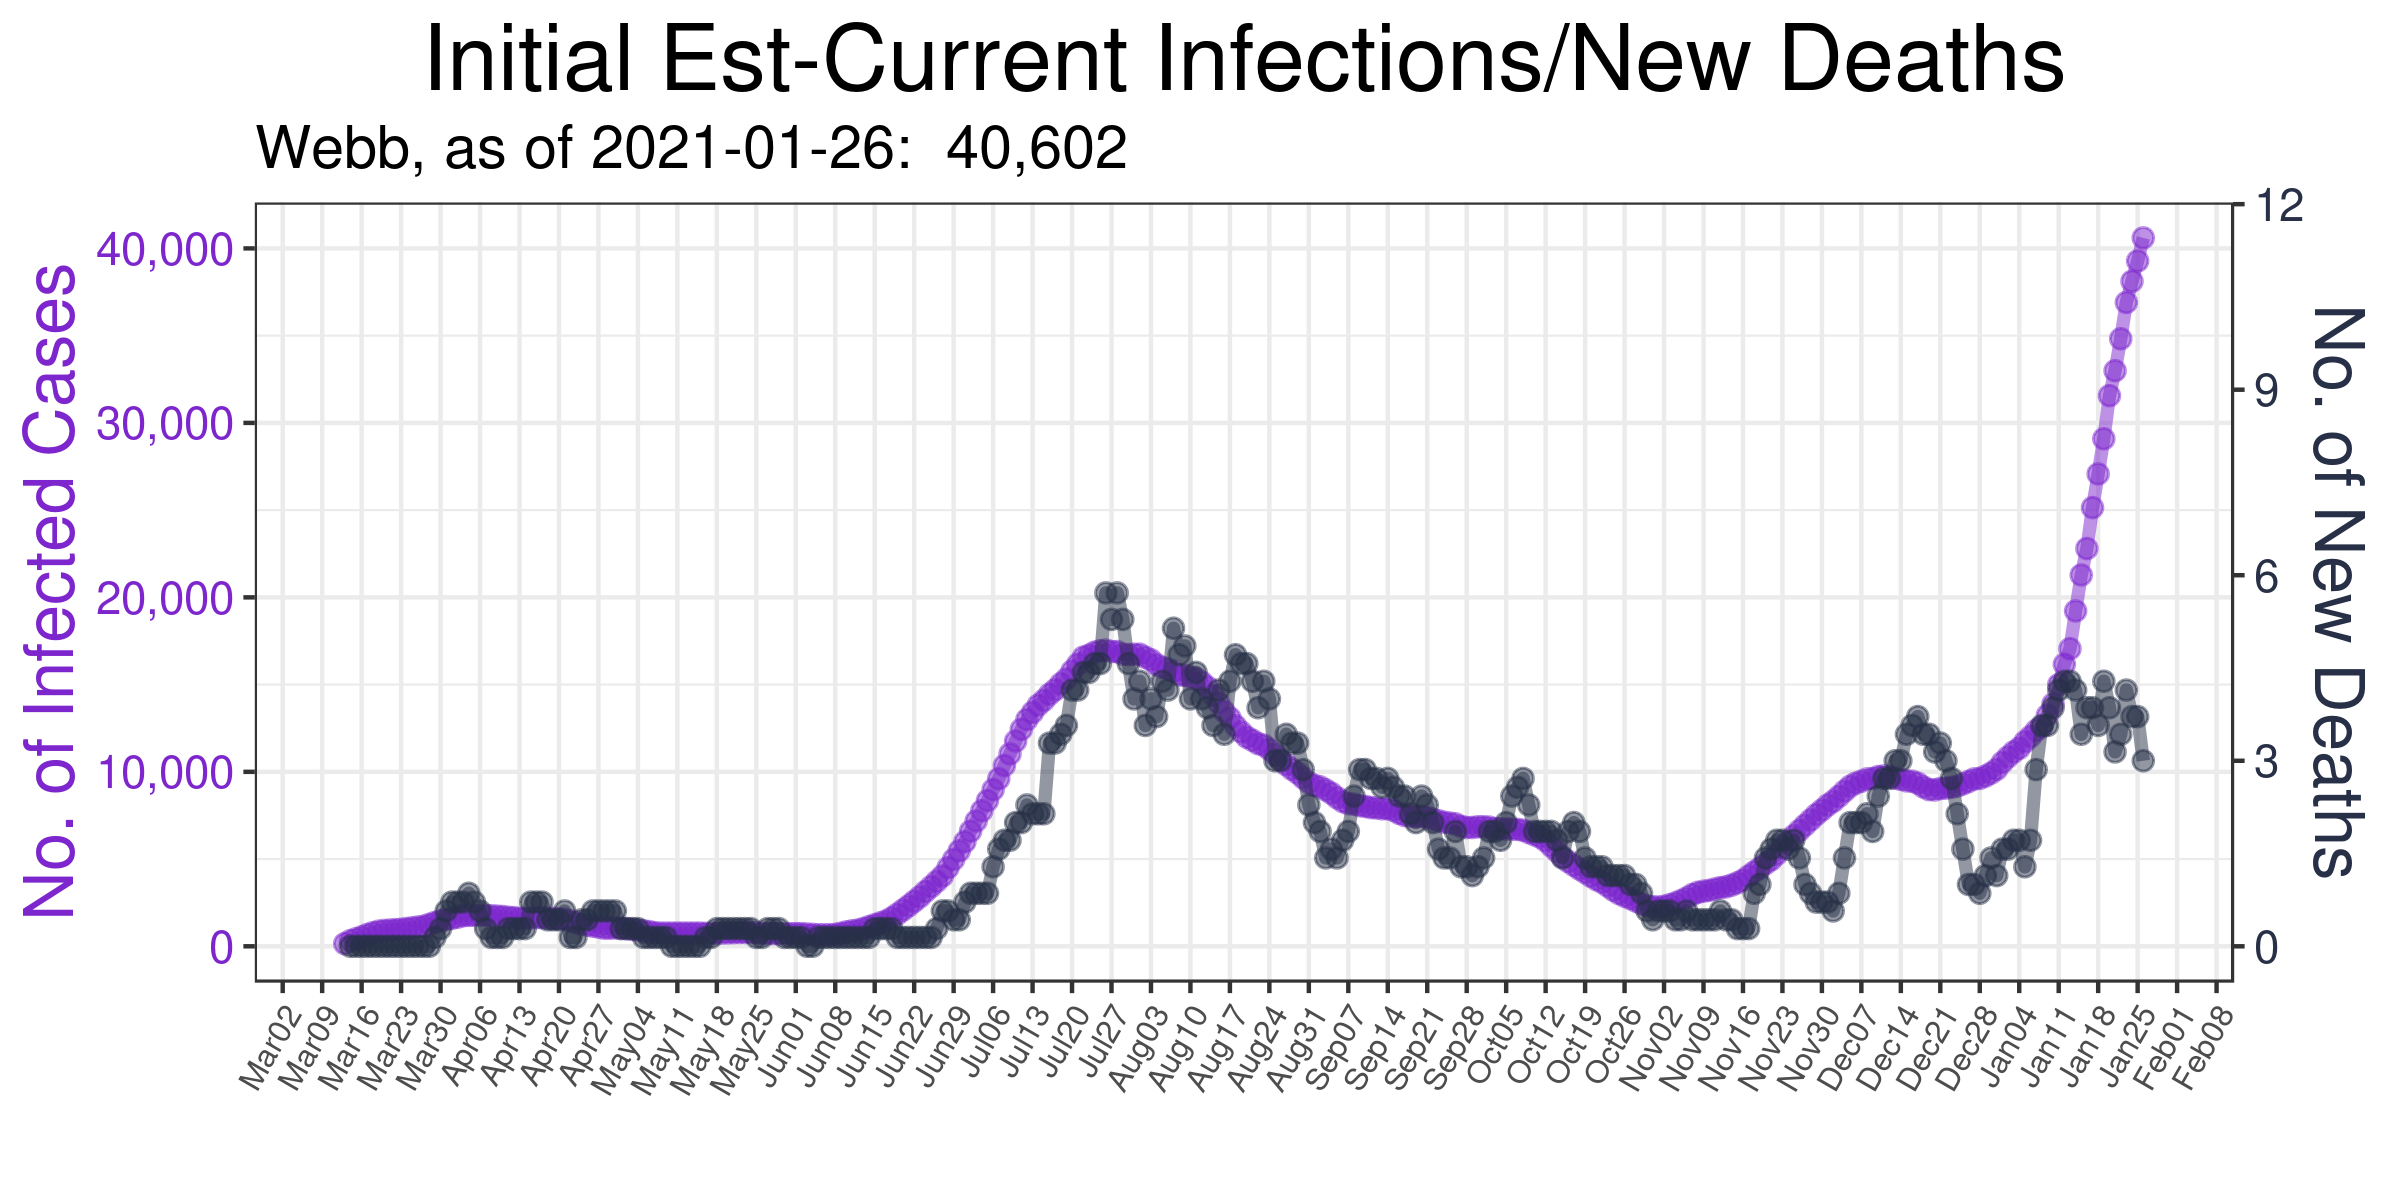 Initial Est-Current Infections/New Deaths
Webb, as of 2021-01-26: 40,602
No. of Infected Cases
40,000
30,000
20,000
10,000
0
12
9
6
3
0
No. of New Deaths
Mar02
Mar09
Mar16
Mar23
Mar30
Apr06
Apr13
Apr20
Apr27
May04
May11
May18
May25
Jun01
Jun08
Jun15
Jun22
Jun29
Jul06
Jul13
Jul20
Jul27
Aug03
Aug10
Aug17
Aug24
Aug31
Sep07
Sep14
Sep21
Sep28
Oct05
Oct12
Oct19
Oct26
Nov02
Nov09
Nov16
Nov23
Nov30
Dec07
Dec14
Dec21
Dec28
Jan04
Jan11
Jan18
Jan25
Feb01
Feb08